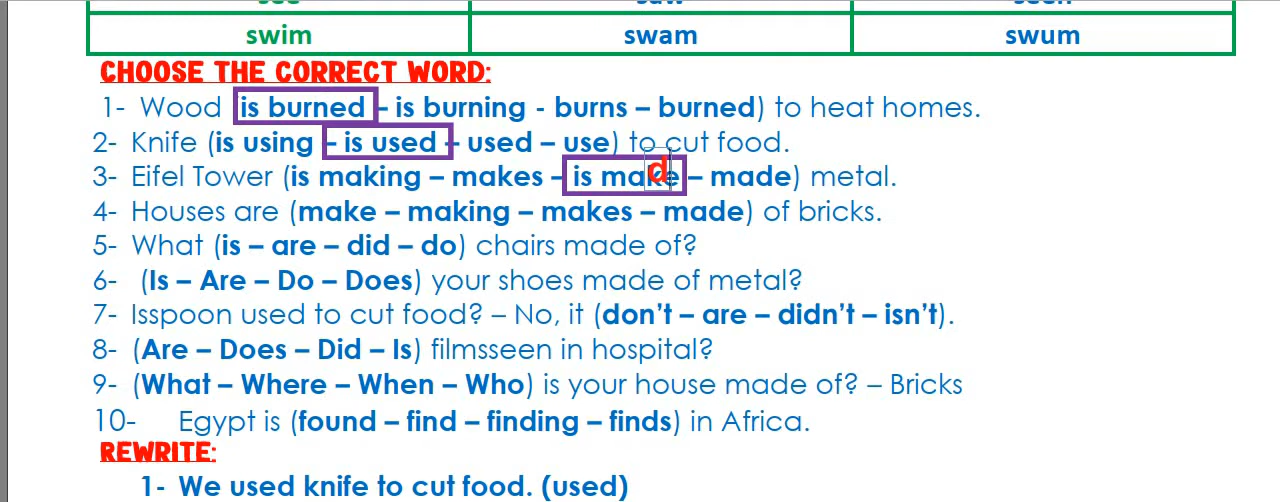 see saw seen
swim swam swum
CHOOSE THE CORRECT WORD:
1- Wood is burned - is burning - burns – burned) to heat homes.
2- Knife (is using – is used - used – use) to cut food.
3- Eifel Tower (is making – makes – is make – made) metal.
d
4- Houses are (make – making – makes – made) of bricks.
5- What (is – are – did – do) chairs made of?
6- (Is – Are – Do – Does) your shoes made of metal?
7- Isspoon used to cut food? – No, it (don't – are – didn't – isn't).
8- (Are – Does – Did – Is) filmsseen in hospital?
9- (What – Where – When – Who) is your house made of? – Bricks
10- Egypt is (found – find – finding – finds) in Africa.
REWRITE:
1- We used knife to cut food. (used)